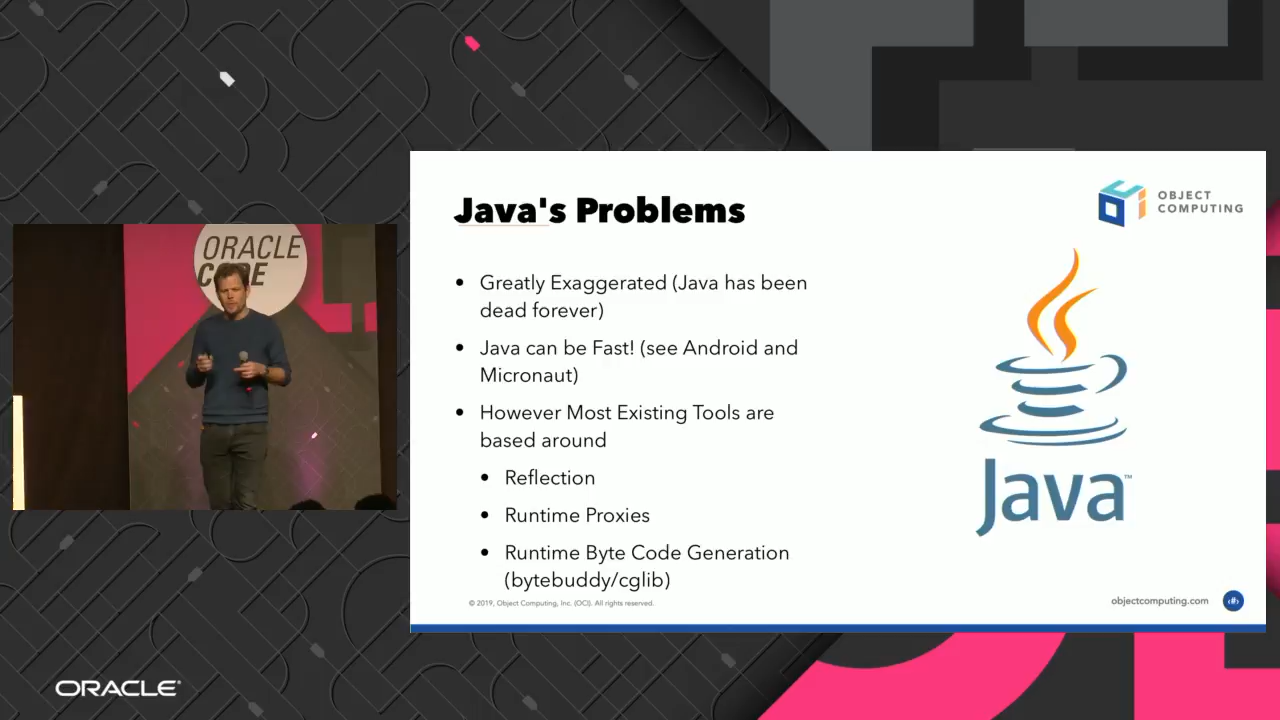 Java's Problems
OBJECT
COMPUTING
• Greatly Exaggerated (Java has been
dead forever)
• Java can be Fast! (see Android and
Micronaut)
• However Most Existing Tools are
based around
• Reflection
• Runtime Proxies
• Runtime Byte Code Generation
(bytebuddy/cglib)
Java™
© 2019, Object Computing, Inc. (OCI). All rights reserved.
objectcomputing.com
‹#›
ORACLE
CODE
ORACLE®